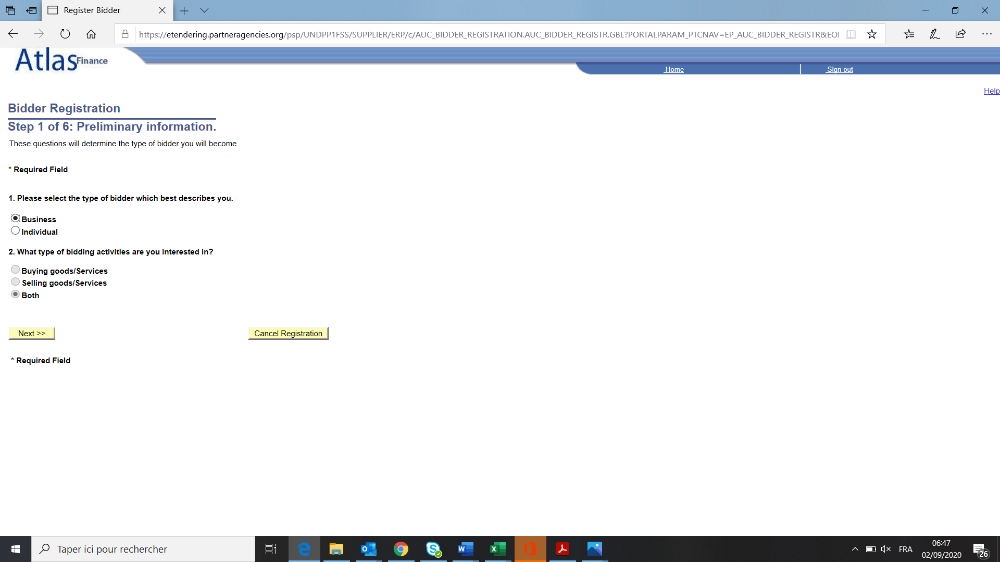 Register Bidder
https://etendering.partneragencies.org/psp/UNDPP1FSS/SUPPLIER/ERP/c/AUC_BIDDER_REGISTRATION.AUC_BIDDER_REGISTR.GBL?PORTALPARAM_PTCNAV=EP_AUC_BIDDER_REGISTR&EOI
Atlas Finance
Home
Sign out
Help
Bidder Registration
Step 1 of 6: Preliminary information.
These questions will determine the type of bidder you will become.
* Required Field
1. Please select the type of bidder which best describes you.
Business
Individual
2. What type of bidding activities are you interested in?
Buying goods/Services
Selling goods/Services
Both
Next >>
Cancel Registration
* Required Field
Taper ici pour rechercher
FRA
06:47
02/09/2020
26